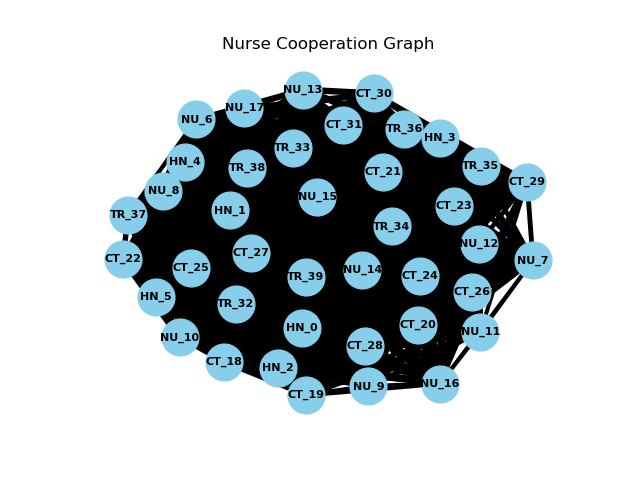 Nurse Cooperation Graph
NU_13
CT_30
NU_17
NU_6
CT_31
TR_36
HN_3
TR_33
HN_4
TR_38
CT_21
TR_35
CT_29
NU_8
NU_15
HN_1
CT_23
TR_37
TR_34
NU_12
CT_27
CT_22
NU_7
CT_25
NU_14
TR_39
CT_24
CT_26
HN_5
TR_32
HN_0
CT_20
NU_11
NU_10
CT_28
CT_18
HN_2
NU_16
NU_9
CT_19